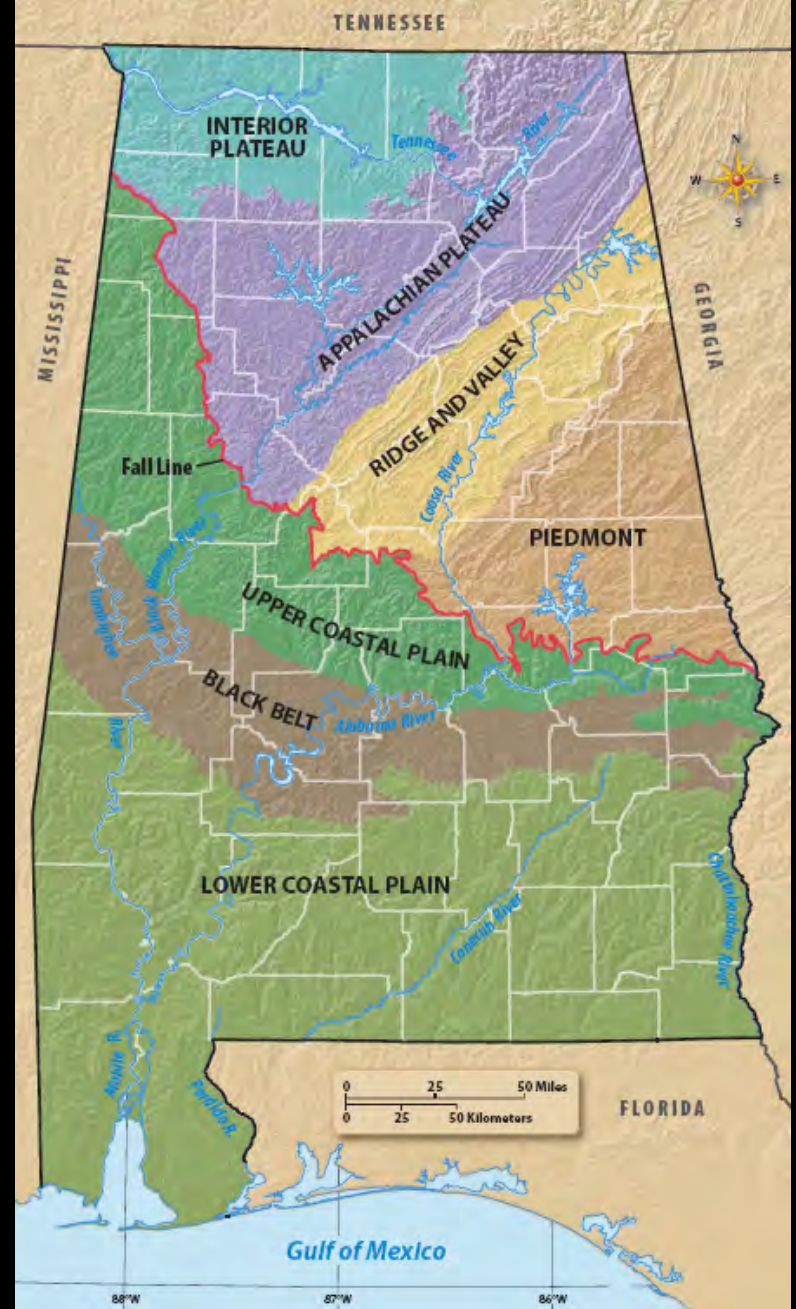 TENNESSEE
INTERIOR
PLATEAU
Tennessee
River
N
W
E
S
APPALACHIAN PLATEAU
MISSISSIPPI
GEORGIA
RIDGE AND VALLEY
Fall Line
Coosa River
PIEDMONT
Black Warrior River
Tombigbee
River
UPPER COASTAL PLAIN
BLACK BELT
Alabama River
LOWER COASTAL PLAIN
Chattahoochee River
Conecuh River
Mobile R.
Perdido R.
0 25 50 Miles
0 25 50 Kilometers
FLORIDA
Gulf of Mexico
88°W
87°W
86°W